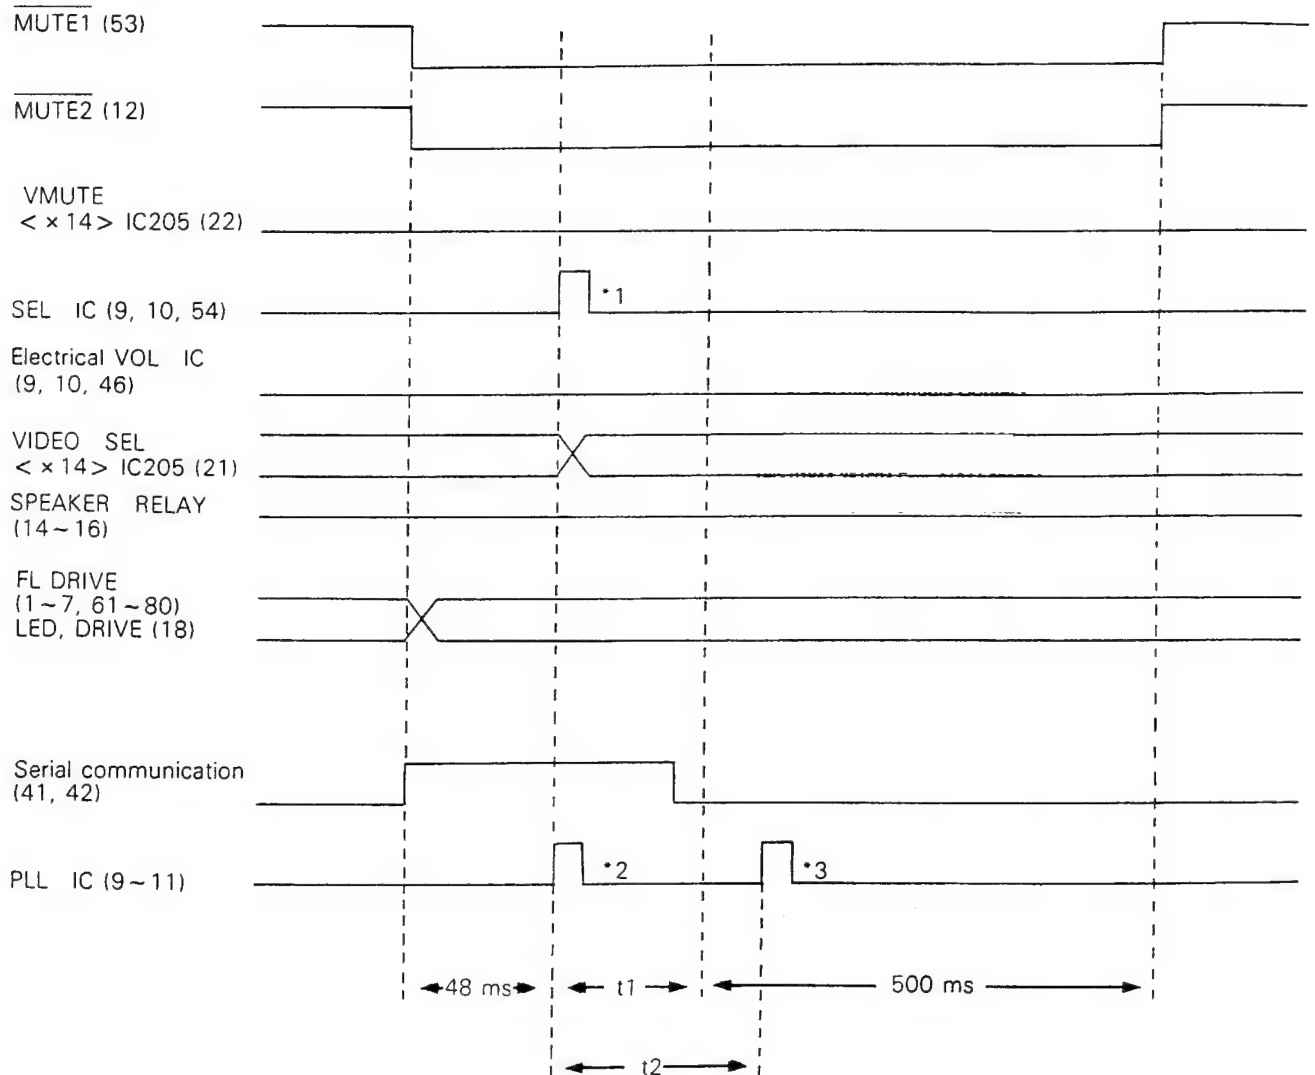 MUTE1 (53)
MUTE2 (12)
VMUTE
< × 14 > IC205 (22)
*1
SEL IC (9, 10, 54)
Electrical VOL IC
(9, 10, 46)
VIDEO SEL
< × 14 > IC205 (21)
SPEAKER RELAY
(14~16)
FL DRIVE
(1~7, 61~80)
LED, DRIVE (18)
Serial communication
(41, 42)
PLL IC (9~11)
*2
*3
48 ms
t1
500 ms
t2